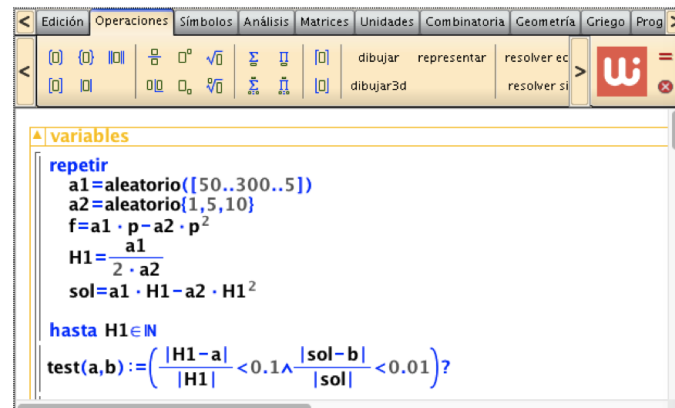 < Edición Operaciones Símbolos Análisis Matrices Unidades Combinatoria Geometría Griego Prog >
dibujar representar resolver ec
dibujar3d resolver si
variables
repetir
a1=aleatorio([50..300..5])
a2=aleatorio{1,5,10}
f=a1·p-a2·p²
H1=a1/(2·a2)
sol=a1·H1-a2·H1²
hasta H1∈ℕ
test(a,b):=(|H1-a|/|H1|<0.1∧|sol-b|/|sol|<0.01)?